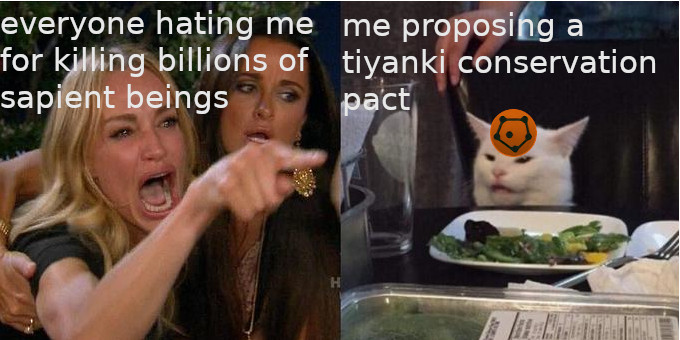 everyone hating me
for killing billions of
sapient beings
me proposing a
tiyanki conservation
pact
H